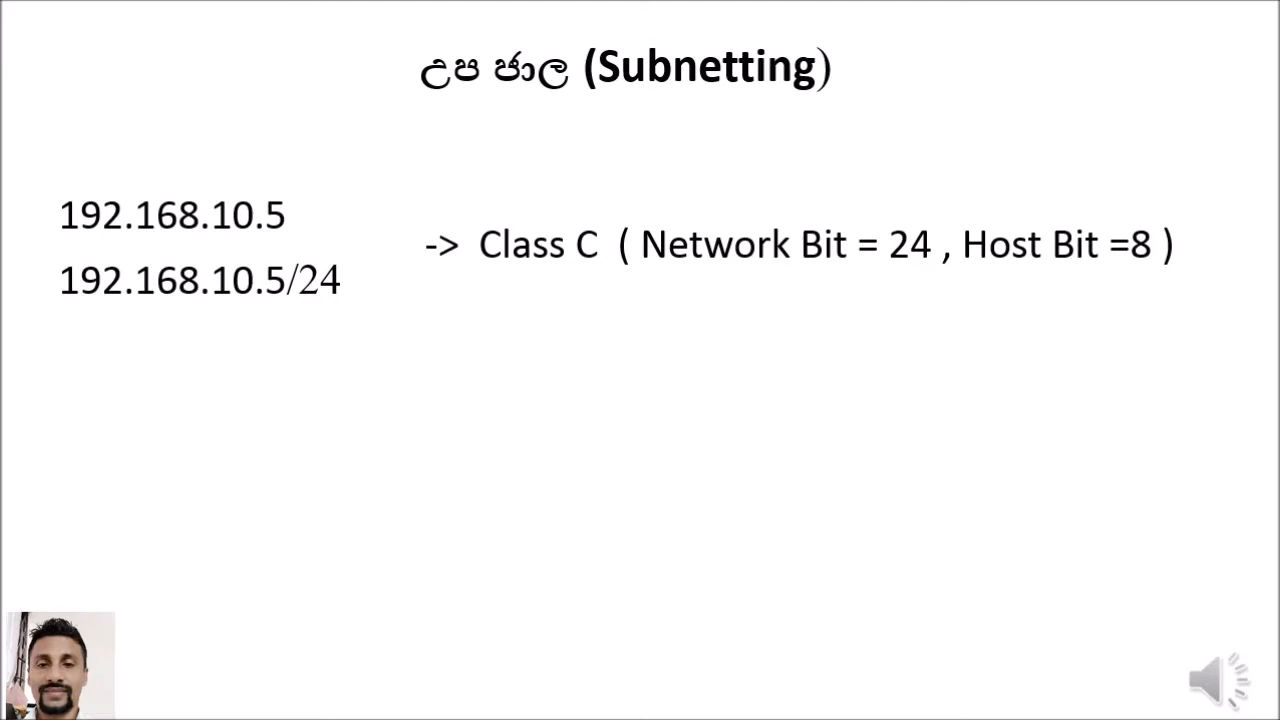 උප ජාල (Subnetting)
192.168.10.5
192.168.10.5/24
-> Class C ( Network Bit = 24 , Host Bit =8 )